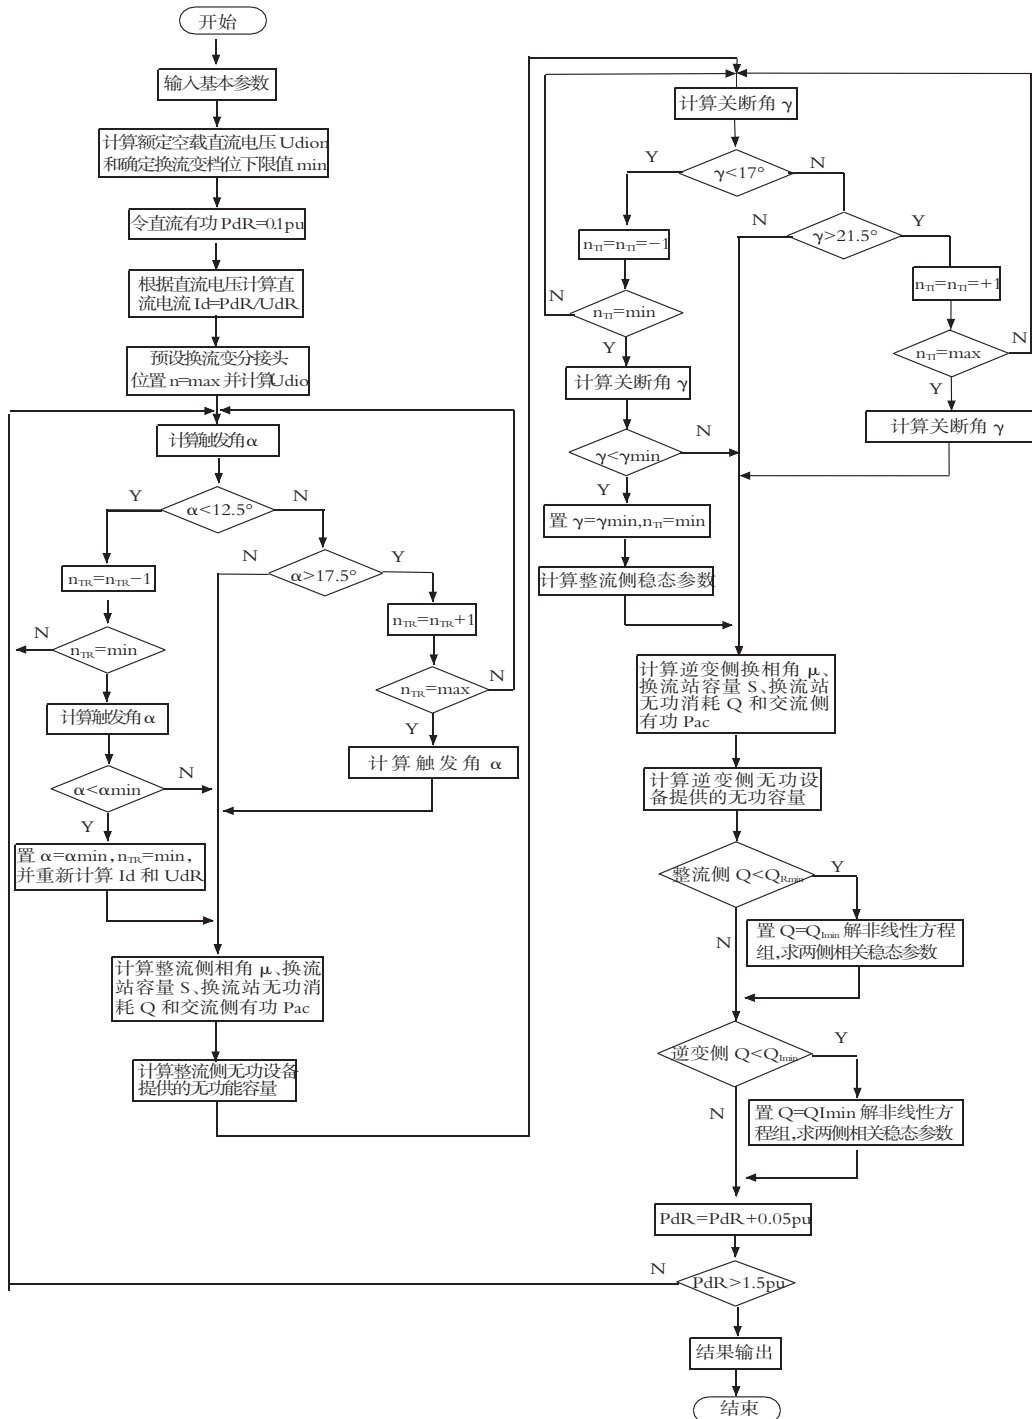 开始
输入基本参数
计算额定空载直流电压 Udion
和确定换流变档位下限值 min
令直流有功 PdR=0.1pu
根据直流电压计算直
流电流 Id=PdR/UdR
预设换流变分接头
位置 n=max 并计算Udio
计算触发角α
Y
N
α<12.5°
N
Y
α>17.5°
nTR=nTR−1
nTR=nTR+1
N
nTR=min
N
nTR=max
计算触发角α
Y
计算触发角 α
N
α<αmin
Y
置 α=αmin,nTR=min,
并重新计算 Id 和 UdR
计算整流侧相角 μ、换流
站容量 S、换流站无功消
耗 Q 和交流侧有功 Pac
计算整流侧无功设备
提供的无功能容量
计算关断角 γ
Y
N
γ<17°
N
Y
γ>21.5°
nTI=nTI=−1
nTI=nTI=+1
N
nTI=min
N
nTI=max
Y
Y
计算关断角 γ
计算关断角 γ
N
γ<γmin
Y
置 γ=γmin,nTI=min
计算整流侧稳态参数
计算逆变侧换相角 μ、
换流站容量 S、换流站
无功消耗 Q 和交流侧
有功 Pac
计算逆变侧无功设
备提供的无功容量
整流侧 Q<QRmin
Y
N
置 Q=QImin 解非线性方程
组,求两侧相关稳态参数
逆变侧 Q<QImin
Y
N
置 Q=QImin 解非线性方
程组,求两侧相关稳态参数
PdR=PdR+0.05pu
N
PdR>1.5pu
结果输出
结束